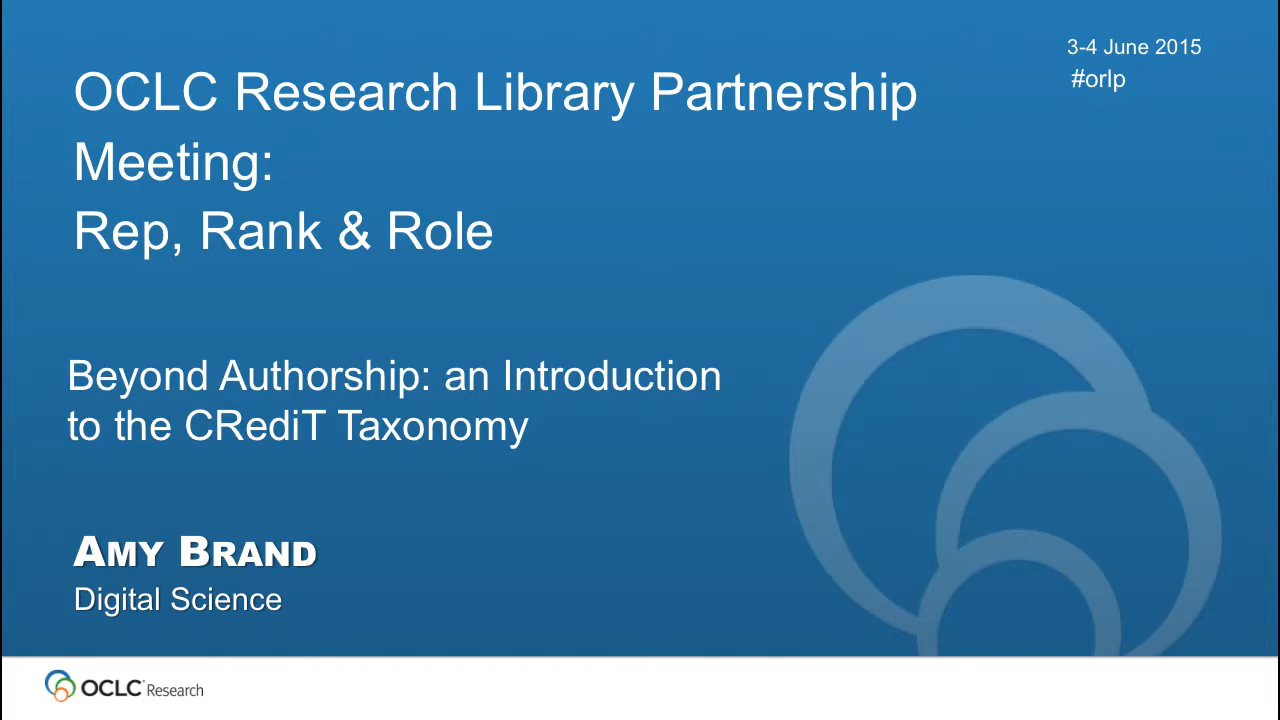 3-4 June 2015
#orlp
OCLC Research Library Partnership
Meeting:
Rep, Rank & Role
Beyond Authorship: an Introduction
to the CRediT Taxonomy
AMY BRAND
Digital Science
OCLC Research